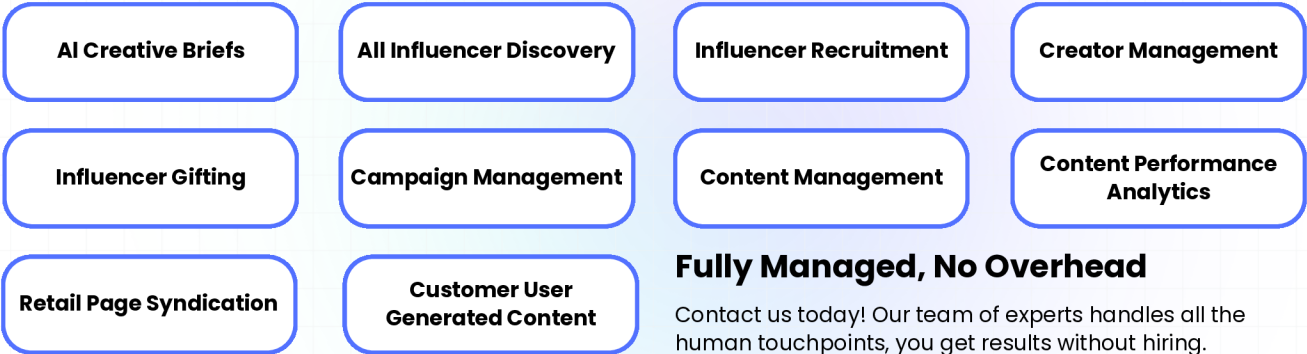 AI Creative Briefs
All Influencer Discovery
Influencer Recruitment
Creator Management
Influencer Gifting
Campaign Management
Content Management
Content Performance
Analytics
Retail Page Syndication
Customer User
Generated Content
Fully Managed, No Overhead
Contact us today! Our team of experts handles all the
human touchpoints, you get results without hiring.